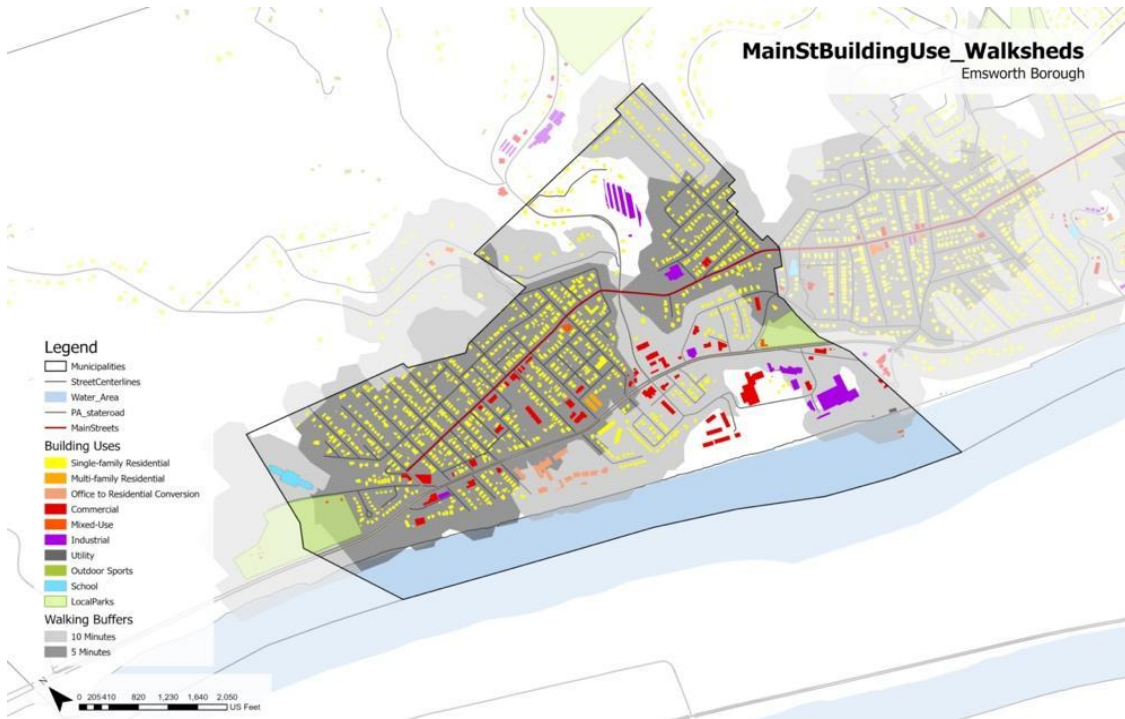 MainStBuildingUse_Walksheds
Emsworth Borough
Legend
Municipalities
StreetCenterlines
Water_Area
PA_stateroad
MainStreets
Building Uses
Single-family Residential
Multi-family Residential
Office to Residential Conversion
Commercial
Mixed-Use
Industrial
Utility
Outdoor Sports
School
LocalParks
Walking Buffers
10 Minutes
5 Minutes
N
0 205410 820 1,230 1,640 2,050
US Feet